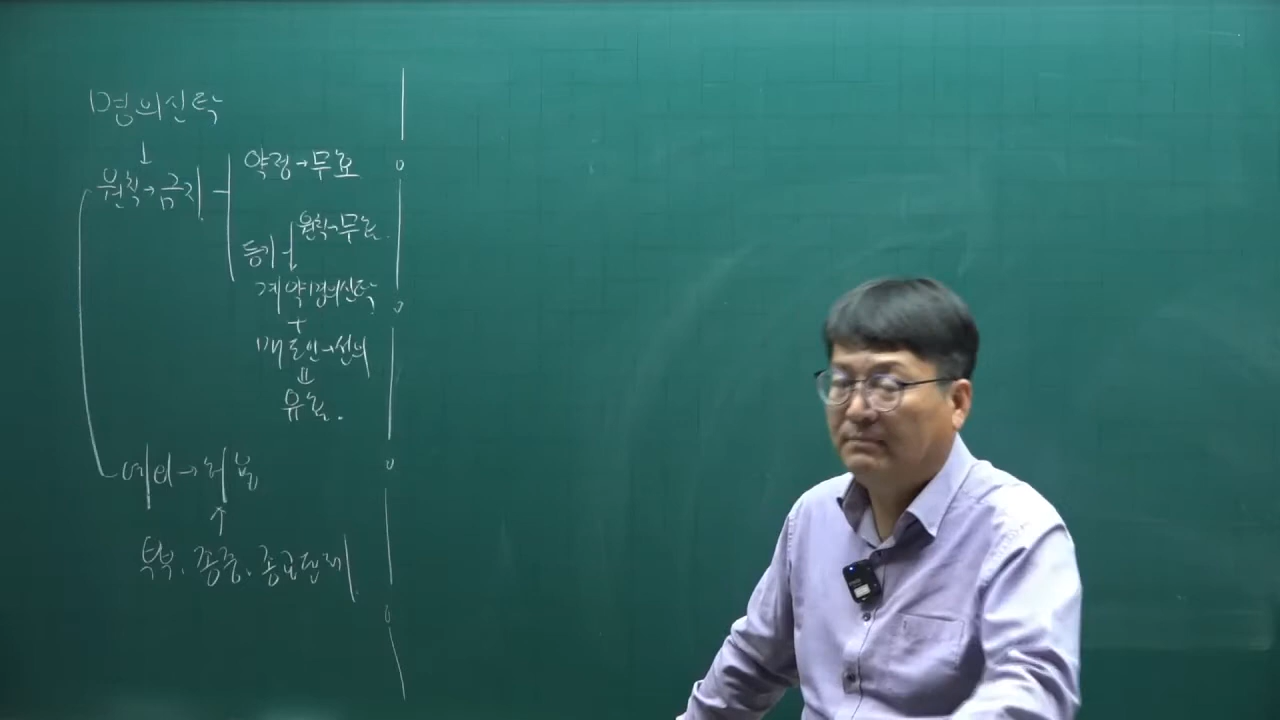 명의신탁
↓
원칙→금지
약정→무효
등기
원칙→무효.
계약명의신탁
+
매도인→선의
=
유효.
예외→허용
↑
부부, 종중, 종교단체